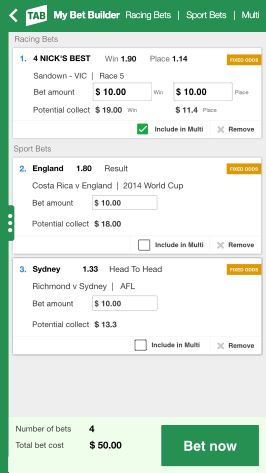 TAB My Bet Builder Racing Bets | Sport Bets | Multi
Racing Bets
1. 4 NICK'S BEST Win 1.90 Place 1.14 FIXED ODDS
Sandown - VIC | Race 5
Bet amount $ 10.00 Win $ 10.00 Place
Potential collect $ 19.00 Win $ 11.4 Place
Include in Multi Remove
Sport Bets
2. England 1.80 Result FIXED ODDS
Costa Rica v England | 2014 World Cup
Bet amount $ 10.00
Potential collect $ 18.00
Include in Multi Remove
3. Sydney 1.33 Head To Head FIXED ODDS
Richmond v Sydney | AFL
Bet amount $ 10.00
Potential collect $ 13.3
Include in Multi Remove
Number of bets 4
Total bet cost $ 50.00
Bet now